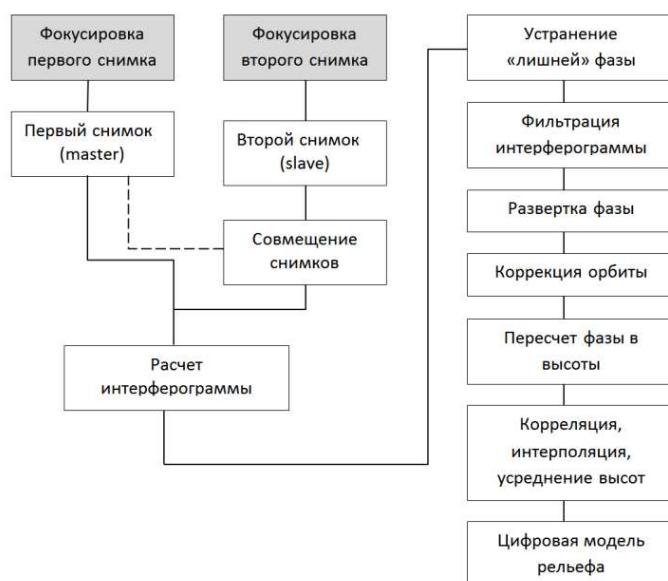 Фокусировка
первого снимка
Фокусировка
второго снимка
Первый снимок
(master)
Второй снимок
(slave)
Совмещение
снимков
Расчет
интерферограммы
Устранение
«лишней» фазы
Фильтрация
интерферограммы
Развертка фазы
Коррекция орбиты
Пересчет фазы в
высоты
Корреляция,
интерполяция,
усреднение высот
Цифровая модель
рельефа